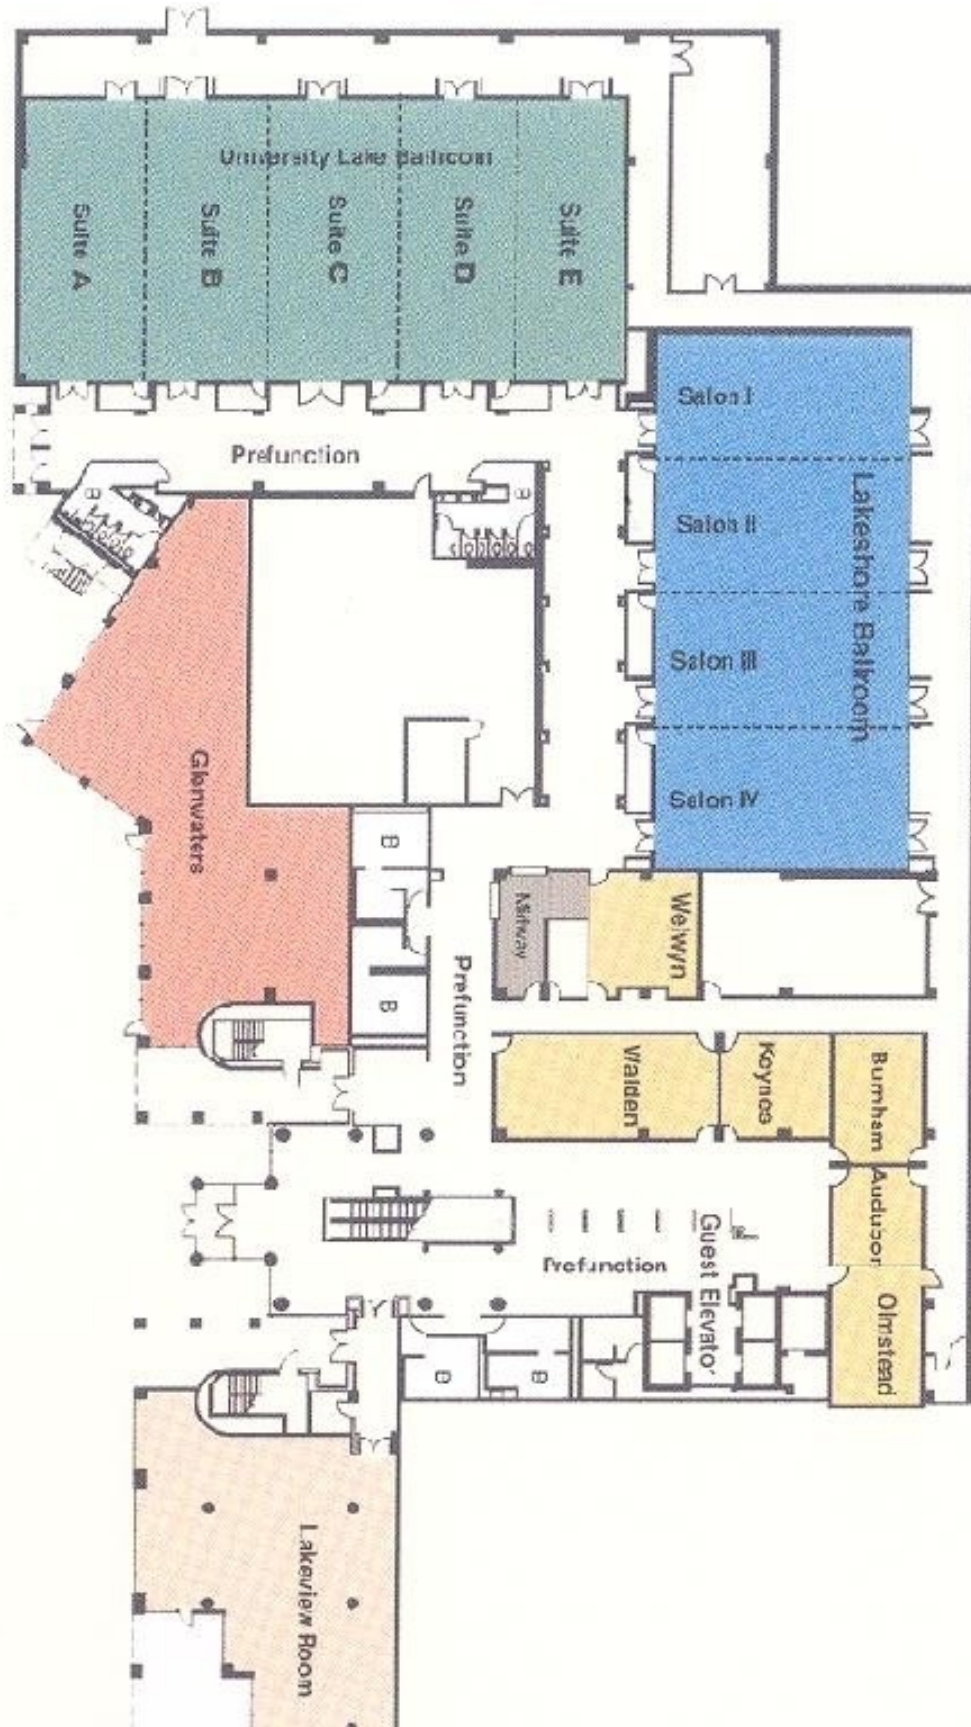 University Lake Ballroom
Suite A
Suite B
Suite C
Suite D
Suite E
Prefunction
Salon I
Salon II
Salon III
Salon IV
Lakeshore Ballroom
Glenwaters
Midway
Welwyn
Prefunction
Walden
Keynes
Burnham
Audubon
Olmstead
Guest Elevator
Prefunction
Lakeview Room